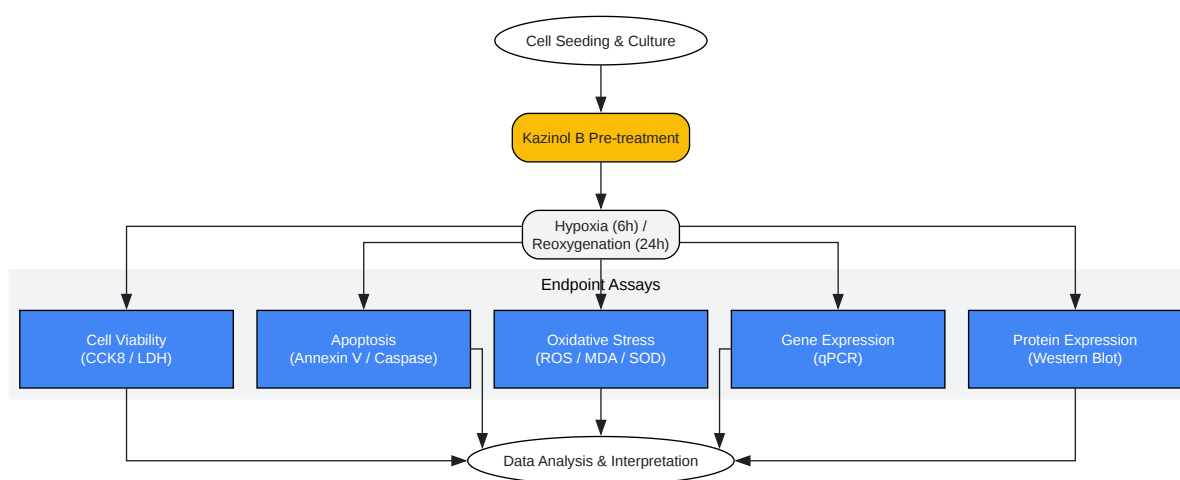 Cell Seeding & Culture
Kazinol B Pre-treatment
Hypoxia (6h) /
Reoxygenation (24h)
Endpoint Assays
Cell Viability
(CCK8 / LDH)
Apoptosis
(Annexin V / Caspase)
Oxidative Stress
(ROS / MDA / SOD)
Gene Expression
(qPCR)
Protein Expression
(Western Blot)
Data Analysis & Interpretation